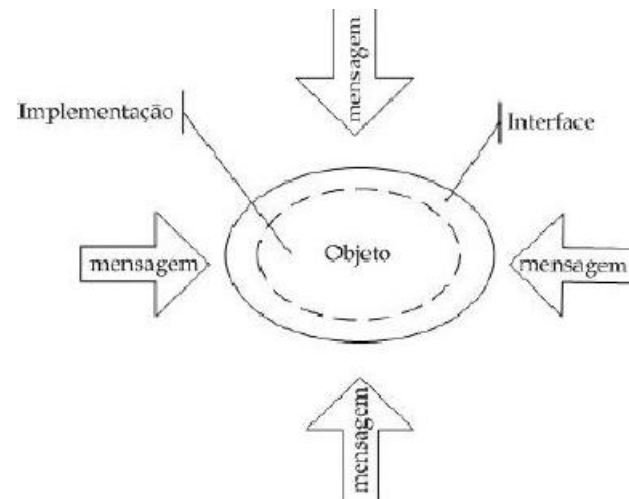 mensagem
Implementação
Interface
mensagem
Objeto
mensagem
mensagem